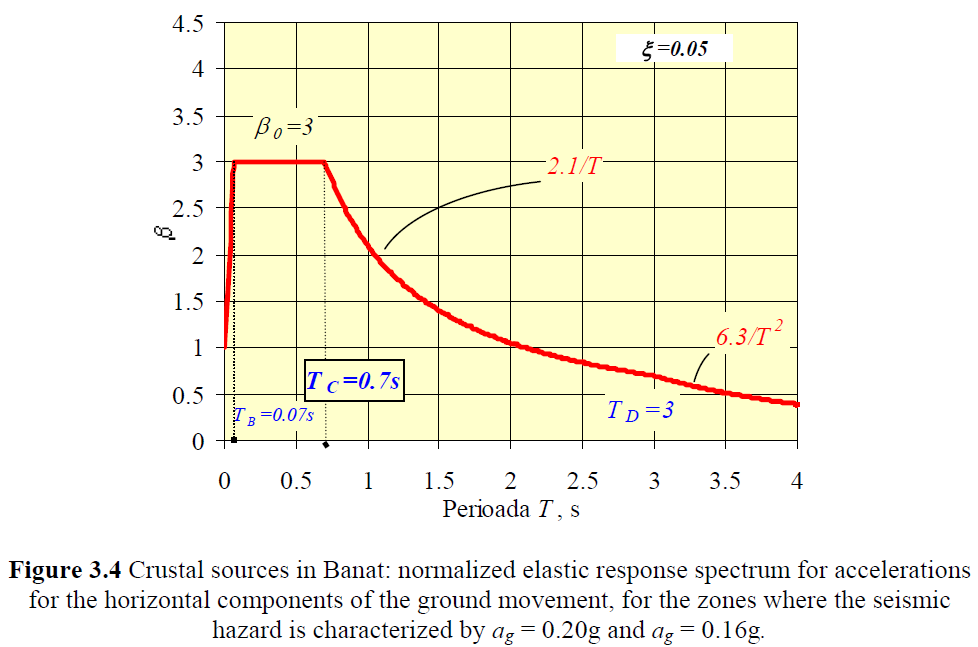 4.5
ξ=0.05
4
3.5
β0=3
3
2.1/T
2.5
β
2
1.5
6.3/T²
1
TC=0.7s
0.5
TB=0.07s
TD=3
0
0 0.5 1 1.5 2 2.5 3 3.5 4
Perioada T, s
Figure 3.4 Crustal sources in Banat: normalized elastic response spectrum for accelerations
for the horizontal components of the ground movement, for the zones where the seismic
hazard is characterized by ag = 0.20g and ag = 0.16g.